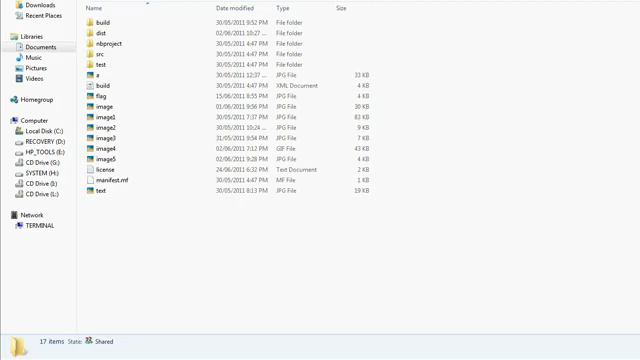 Downloads
Recent Places
Libraries
Documents
Music
Pictures
Videos
Homegroup
Computer
Local Disk (C:)
RECOVERY (D:)
HP_TOOLS (E:)
CD Drive (G:)
SYSTEM (H:)
CD Drive (I:)
CD Drive (L:)
Network
TERMINAL
Name Date modified Type Size
build 30/05/2011 9:52 PM File folder
dist 02/06/2011 10:27 ... File folder
nbproject 30/05/2011 4:47 PM File folder
src 30/05/2011 4:47 PM File folder
test 30/05/2011 4:47 PM File folder
a 30/05/2011 12:37 ... JPG File 33 KB
build 30/05/2011 4:47 PM XML Document 4 KB
flag 15/06/2011 8:55 PM JPG File 4 KB
image 01/06/2011 9:56 PM JPG File 30 KB
image1 30/05/2011 7:37 PM JPG File 83 KB
image2 30/05/2011 10:24 ... JPG File 9 KB
image3 31/05/2011 9:54 PM JPG File 7 KB
image4 02/06/2011 7:12 PM GIF File 43 KB
image5 02/06/2011 9:28 PM JPG File 4 KB
license 24/06/2011 6:32 PM Text Document 2 KB
manifest.mf 30/05/2011 4:47 PM MF File 1 KB
text 30/05/2011 8:13 PM JPG File 19 KB
17 items State: Shared